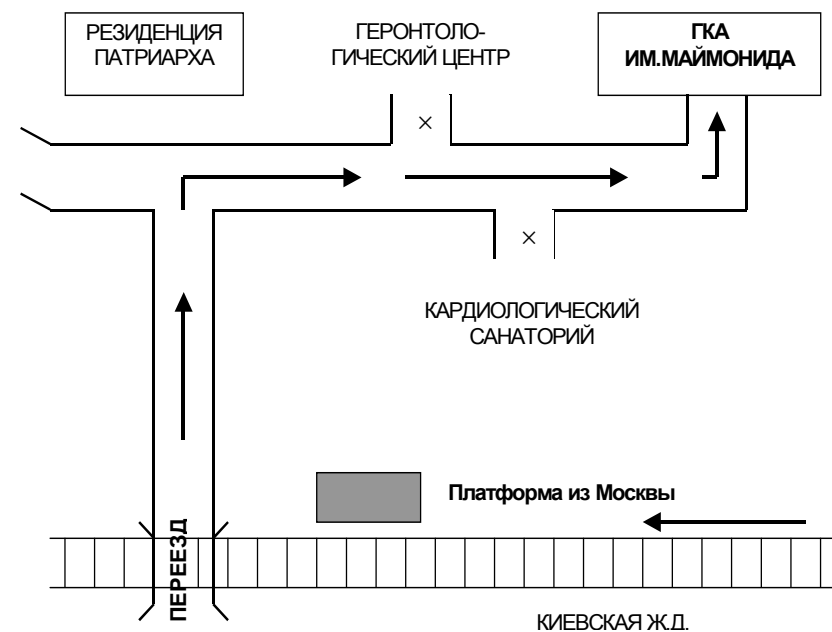 РЕЗИДЕНЦИЯ
ПАТРИАРХА
ГЕРОНТОЛО-
ГИЧЕСКИЙ ЦЕНТР
ГКА
ИМ.МАЙМОНИДА
×
×
КАРДИОЛОГИЧЕСКИЙ
САНАТОРИЙ
Платформа из Москвы
ПЕРЕЕЗД
КИЕВСКАЯ Ж.Д.